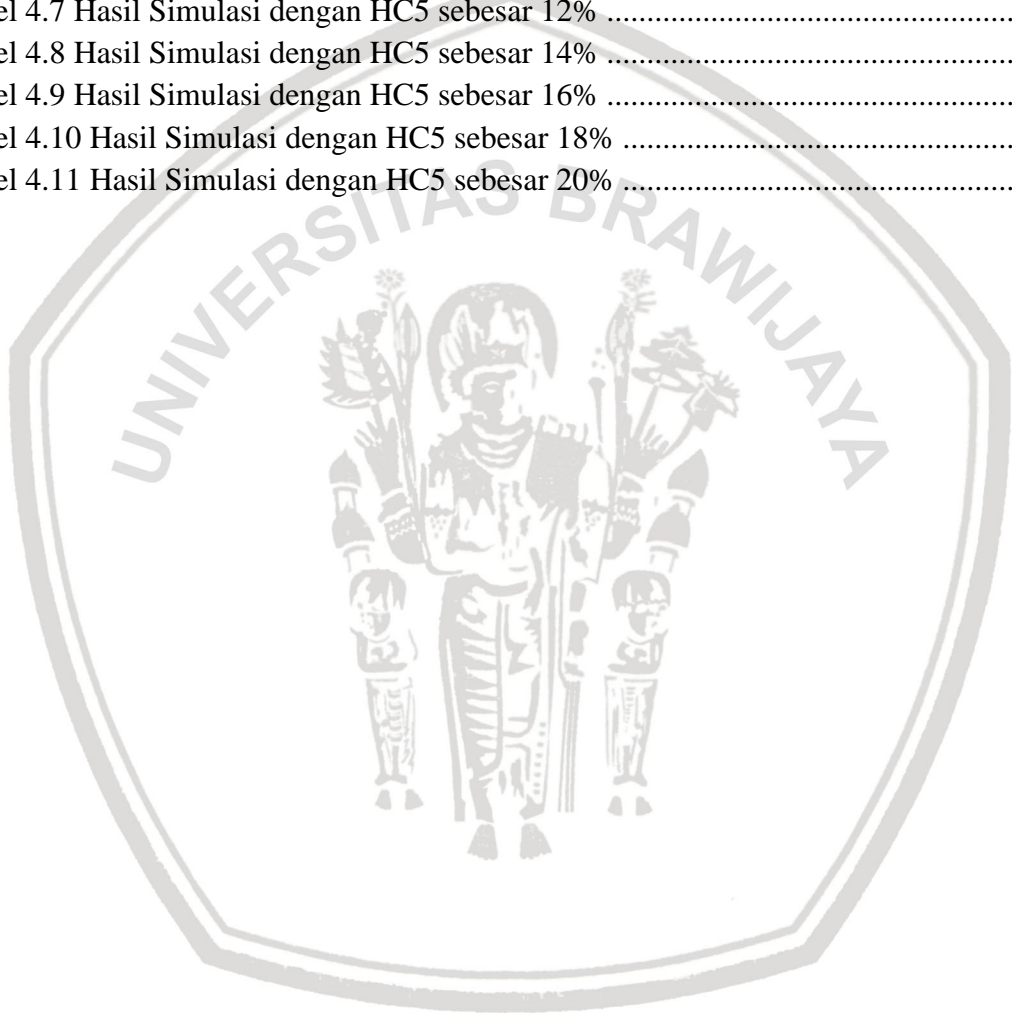 el 4.7 Hasil Simulasi dengan HC5 sebesar 12% ....................................................
el 4.8 Hasil Simulasi dengan HC5 sebesar 14% ....................................................
el 4.9 Hasil Simulasi dengan HC5 sebesar 16% ....................................................
el 4.10 Hasil Simulasi dengan HC5 sebesar 18% ..................................................
el 4.11 Hasil Simulasi dengan HC5 sebesar 20% ..................................................
UNIVERSITAS BRAWIJAYA